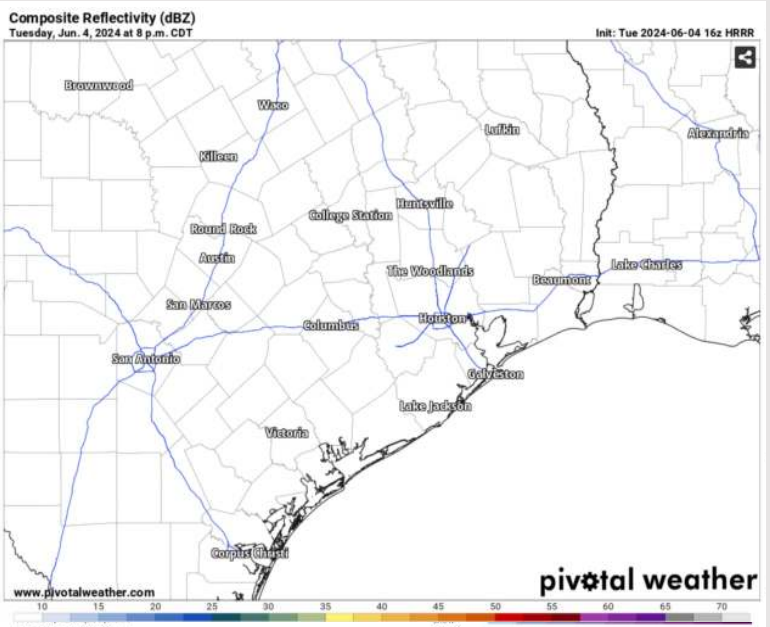 Composite Reflectivity (dBZ)
Tuesday, Jun. 4, 2024 at 8 p.m. CDT
Init: Tue 2024-06-04 16z HRRR
Brownwood
Waco
Lufkin
Alexandria
Killeen
Huntsville
College Station
Round Rock
Austin
Lake Charles
The Woodlands
Beaumont
San Marcos
Houston
Columbus
San Antonio
Galveston
Lake Jackson
Victoria
Corpus Christi
pivotal weather
www.pivotalweather.com
10 15 20 25 30 35 40 45 50 55 60 65 70